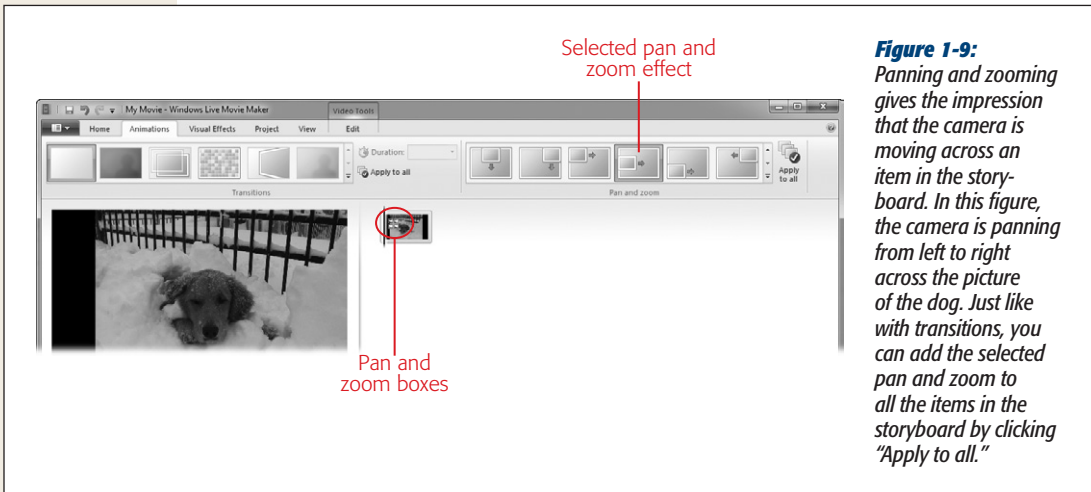 Selected pan and
zoom effect
My Movie - Windows Live Movie Maker
Video Tools
Home Animations Visual Effects Project View Edit
Duration:
Apply to all
Transitions
Apply
to all
Pan and zoom
Pan and
zoom boxes
Figure 1-9:
Panning and zooming
gives the impression
that the camera is
moving across an
item in the story-
board. In this figure,
the camera is panning
from left to right
across the picture
of the dog. Just like
with transitions, you
can add the selected
pan and zoom to
all the items in the
storyboard by clicking
“Apply to all.”